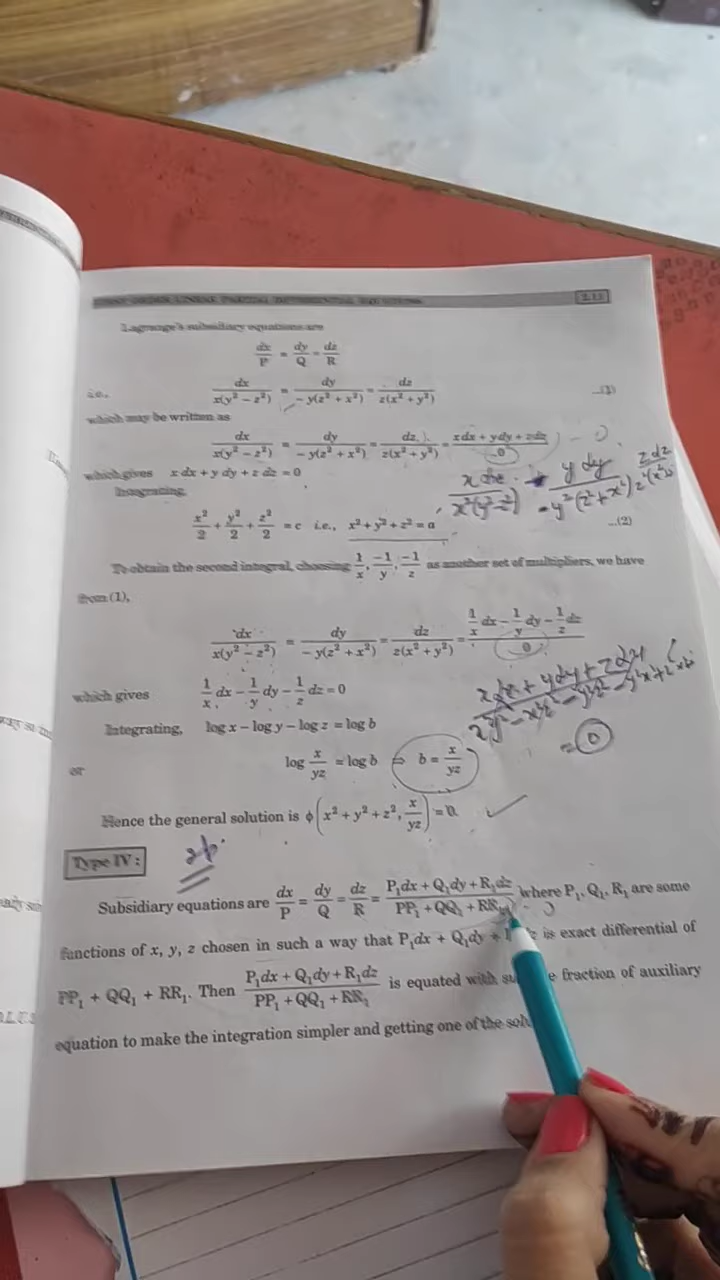 FIRST ORDER LINEAR PARTIAL DIFFERENTIAL EQUATIONS
Lagrange's subsidiary equations are
dx/P = dy/Q = dz/R
i.e., dx/x(y² − z²) = dy/− y(z² + x²) = dz/z(x² + y²) ...(1)
which may be written as
dx/x(y² − z²) = dy/− y(z² + x²) = dz/z(x² + y²) = x dx + y dy + z dz/0
which gives x dx + y dy + z dz = 0
Integrating,
x²/2 + y²/2 + z²/2 = c i.e., x² + y² + z² = a ...(2)
To obtain the second integral, choosing 1/x, −1/y, −1/z as another set of multipliers, we have
from (1),
dx/x(y² − z²) = dy/− y(z² + x²) = dz/z(x² + y²) = 1/x dx − 1/y dy − 1/z dz/0
which gives 1/x dx − 1/y dy − 1/z dz = 0
Integrating, log x − log y − log z = log b
or log x/yz = log b ⇒ b = x/yz
= 0
Hence the general solution is ϕ(x² + y² + z², x/yz) = 0.
Type IV :
Subsidiary equations are dx/P = dy/Q = dz/R = P₁dx + Q₁dy + R₁dz/PP₁ + QQ₁ + RR₁ where P₁, Q₁, R₁ are some
functions of x, y, z chosen in such a way that P₁dx + Q₁dy + z is exact differential of
PP₁ + QQ₁ + RR₁. Then P₁dx + Q₁dy + R₁dz/PP₁ + QQ₁ + RR₁ is equated with fraction of auxiliary
equation to make the integration simpler and getting one of the